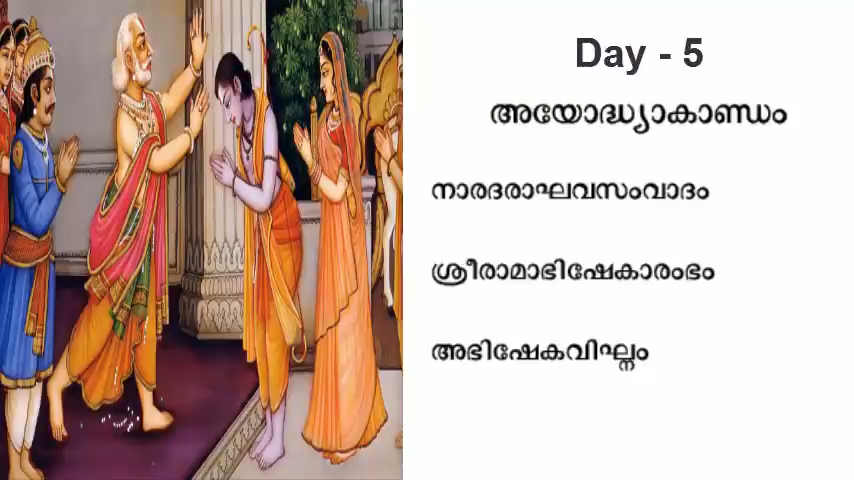 Day - 5
അയോദ്ധ്യാകാണ്ഡം
നാരദരാഘവസംവാദം
ശ്രീരാമാഭിഷേകാരംഭം
അഭിഷേകവിഘ്നം